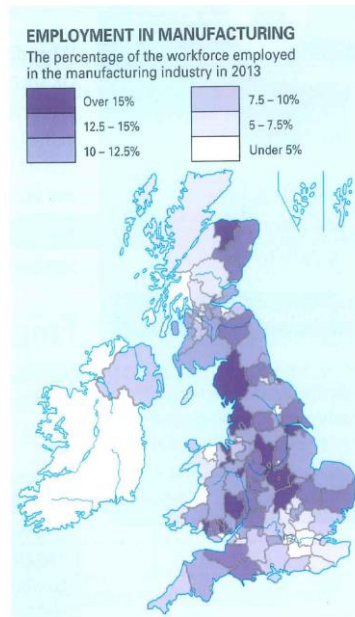 EMPLOYMENT IN MANUFACTURING
The percentage of the workforce employed
in the manufacturing industry in 2013
Over 15%
7.5 – 10%
12.5 – 15%
5 – 7.5%
10 – 12.5%
Under 5%